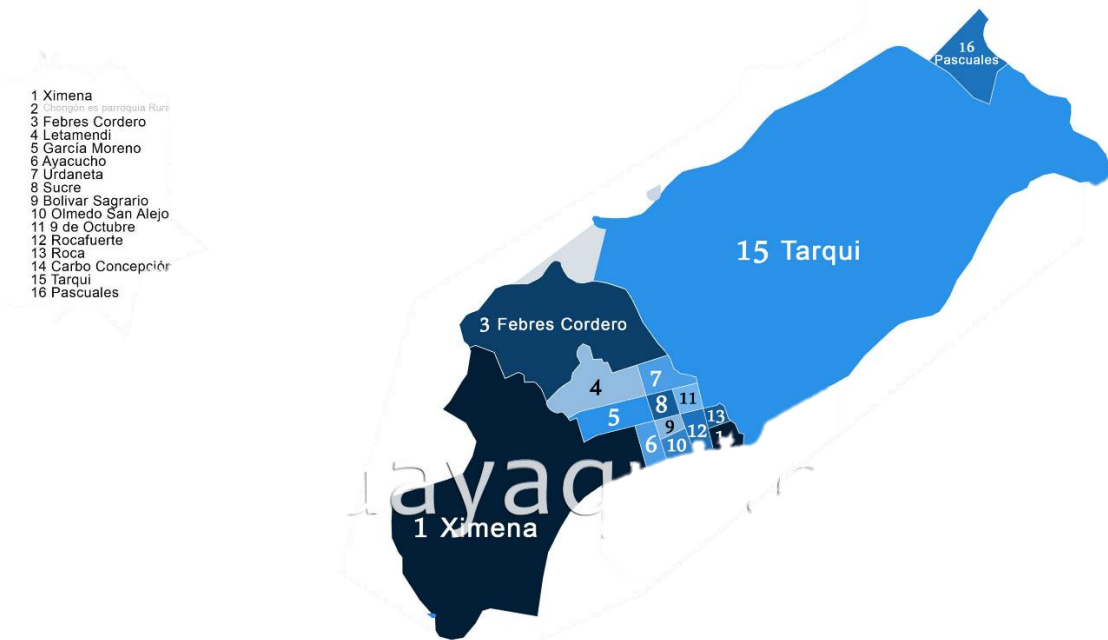 1 Ximena
2 Chongón es parroquia Rura
3 Febres Cordero
4 Letamendi
5 García Moreno
6 Ayacucho
7 Urdaneta
8 Sucre
9 Bolivar Sagrario
10 Olmedo San Alejo
11 9 de Octubre
12 Rocafuerte
13 Roca
14 Carbo Concepción
15 Tarqui
16 Pascuales
16
Pascuales
15 Tarqui
3 Febres Cordero
4
7
8
11
5
9
12
13
6
10
1 Ximena